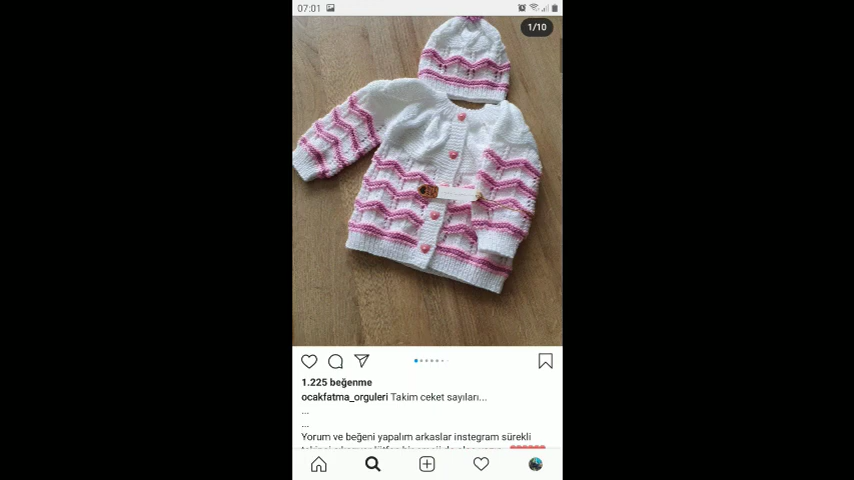 07:01
1/10
1.225 beğenme
ocakfatma_orguleri Takim ceket sayıları...
...
...
Yorum ve beğeni yapalım arkaslar instegram sürekli